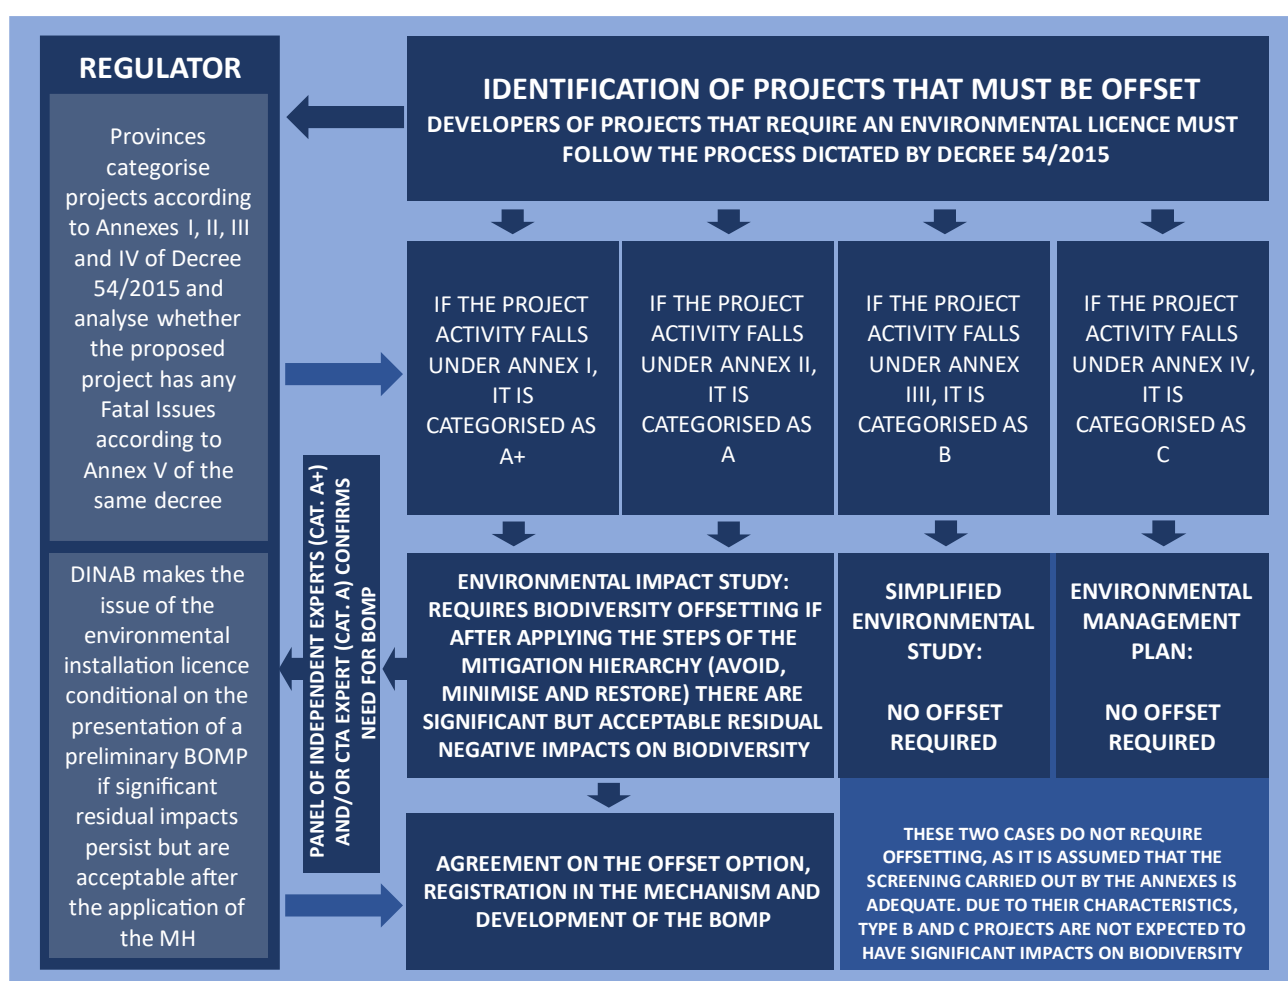 REGULATOR
Provinces
categorise
projects according
to Annexes I, II, III
and IV of Decree
54/2015 and
analyse whether
the proposed
project has any
Fatal Issues
according to
Annex V of the
same decree
DINAB makes the
issue of the
environmental
installation licence
conditional on the
presentation of a
preliminary BOMP
if significant
residual impacts
persist but are
acceptable after
the application of
the MH
PANEL OF INDEPENDENT EXPERTS (CAT. A+)
AND/OR CTA EXPERT (CAT. A) CONFIRMS
NEED FOR BOMP
IDENTIFICATION OF PROJECTS THAT MUST BE OFFSET
DEVELOPERS OF PROJECTS THAT REQUIRE AN ENVIRONMENTAL LICENCE MUST
FOLLOW THE PROCESS DICTATED BY DECREE 54/2015
IF THE PROJECT
ACTIVITY FALLS
UNDER ANNEX I,
IT IS
CATEGORISED AS
A+
IF THE PROJECT
ACTIVITY FALLS
UNDER ANNEX II,
IT IS
CATEGORISED AS
A
IF THE PROJECT
ACTIVITY FALLS
UNDER ANNEX
IIII, IT IS
CATEGORISED AS
B
IF THE PROJECT
ACTIVITY FALLS
UNDER ANNEX IV,
IT IS
CATEGORISED AS
C
ENVIRONMENTAL IMPACT STUDY:
REQUIRES BIODIVERSITY OFFSETTING IF
AFTER APPLYING THE STEPS OF THE
MITIGATION HIERARCHY (AVOID,
MINIMISE AND RESTORE) THERE ARE
SIGNIFICANT BUT ACCEPTABLE RESIDUAL
NEGATIVE IMPACTS ON BIODIVERSITY
SIMPLIFIED
ENVIRONMENTAL
STUDY:
NO OFFSET
REQUIRED
ENVIRONMENTAL
MANAGEMENT
PLAN:
NO OFFSET
REQUIRED
AGREEMENT ON THE OFFSET OPTION,
REGISTRATION IN THE MECHANISM AND
DEVELOPMENT OF THE BOMP
THESE TWO CASES DO NOT REQUIRE
OFFSETTING, AS IT IS ASSUMED THAT THE
SCREENING CARRIED OUT BY THE ANNEXES IS
ADEQUATE. DUE TO THEIR CHARACTERISTICS,
TYPE B AND C PROJECTS ARE NOT EXPECTED TO
HAVE SIGNIFICANT IMPACTS ON BIODIVERSITY